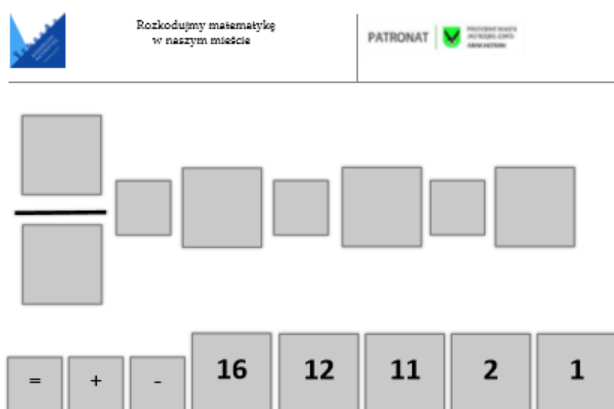 Rozkodujmy matematykę
w naszym mieście
PATRONAT
= + - 16 12 11 2 1